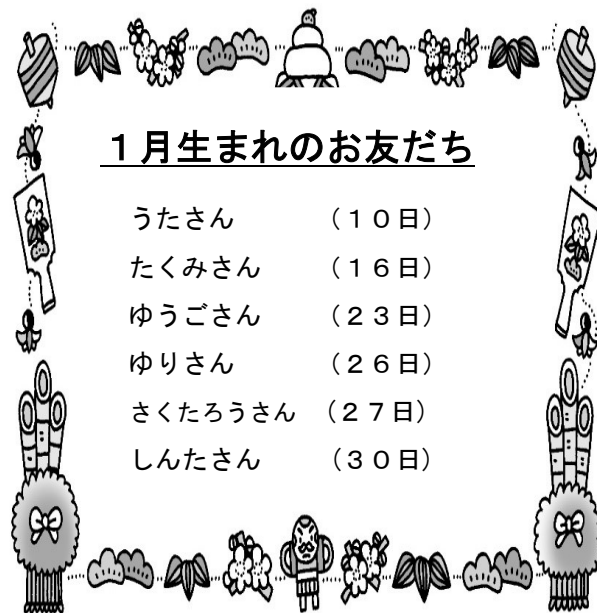 １月生まれのお友だち
うたさん　　　（１０日）
たくみさん　　（１６日）
ゆうごさん　　（２３日）
ゆりさん　　　（２６日）
さくたろうさん　（２７日）
しんたさん　　（３０日）